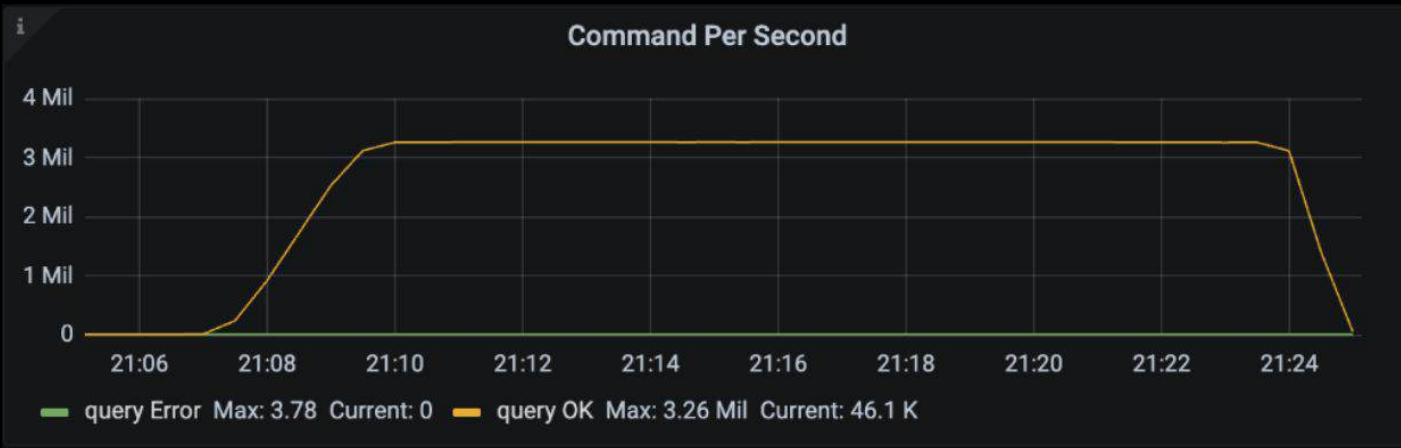 i
Command Per Second
4 Mil
3 Mil
2 Mil
1 Mil
0
21:06 21:08 21:10 21:12 21:14 21:16 21:18 21:20 21:22 21:24
query Error Max: 3.78 Current: 0 query OK Max: 3.26 Mil Current: 46.1 K